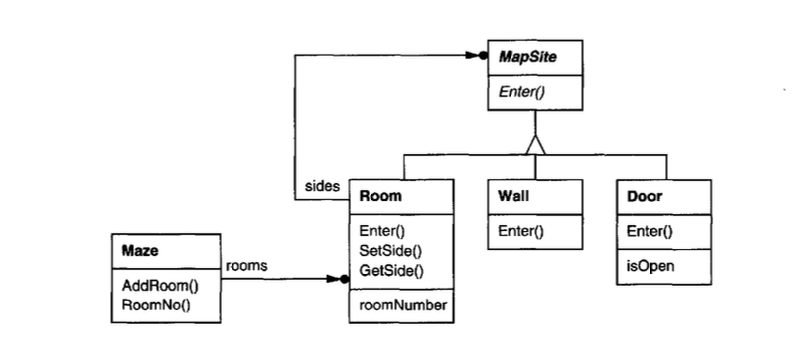 MapSite
Enter()
sides
Room
Enter()
SetSide()
GetSide()
roomNumber
Wall
Enter()
Door
Enter()
isOpen
Maze
AddRoom()
RoomNo()
rooms